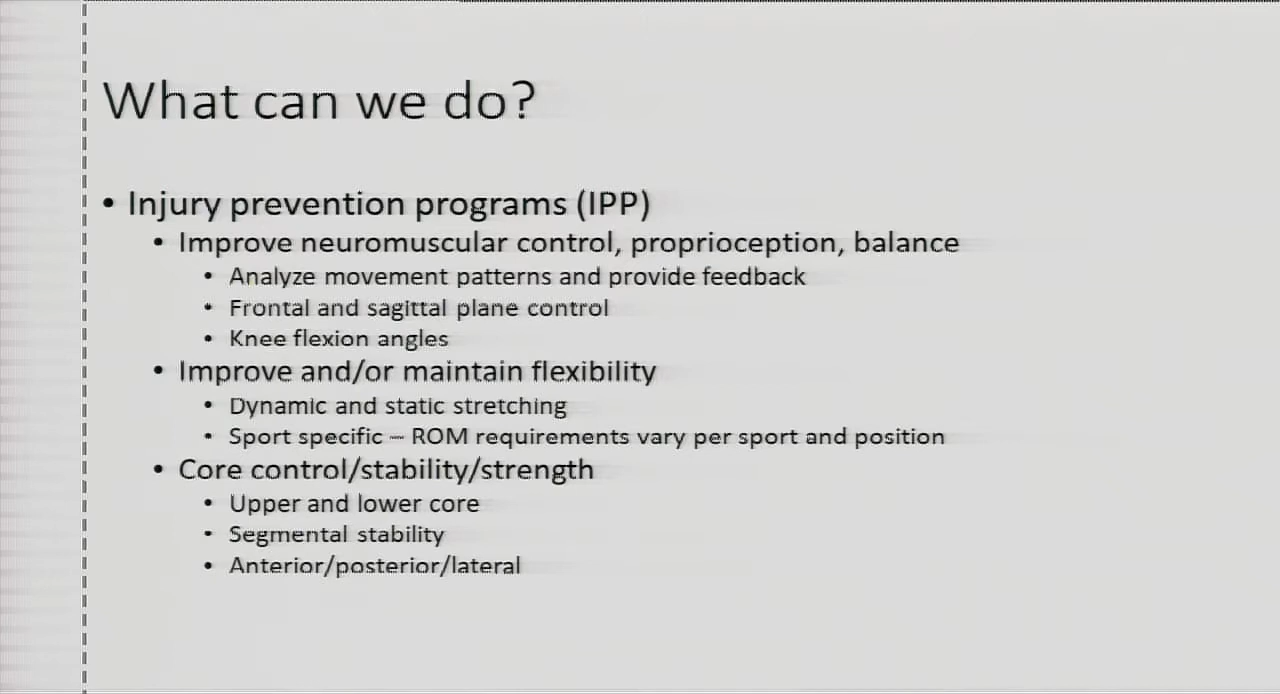 What can we do?
• Injury prevention programs (IPP)
• Improve neuromuscular control, proprioception, balance
• Analyze movement patterns and provide feedback
• Frontal and sagittal plane control
• Knee flexion angles
• Improve and/or maintain flexibility
• Dynamic and static stretching
• Sport specific – ROM requirements vary per sport and position
• Core control/stability/strength
• Upper and lower core
• Segmental stability
• Anterior/posterior/lateral